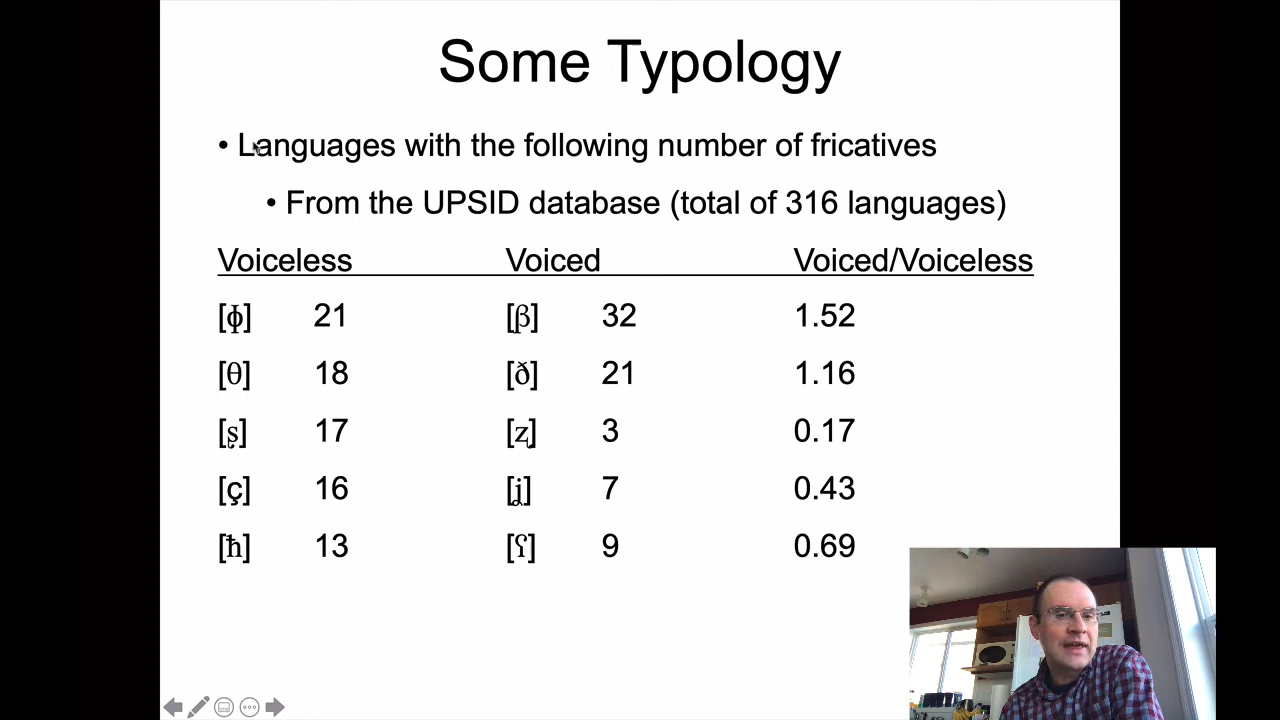 Some Typology
• Languages with the following number of fricatives
• From the UPSID database (total of 316 languages)
Voiceless Voiced Voiced/Voiceless
[ɸ] 21 [β] 32 1.52
[θ] 18 [ð] 21 1.16
[ʂ] 17 [ʐ] 3 0.17
[ç] 16 [ʝ] 7 0.43
[ħ] 13 [ʕ] 9 0.69